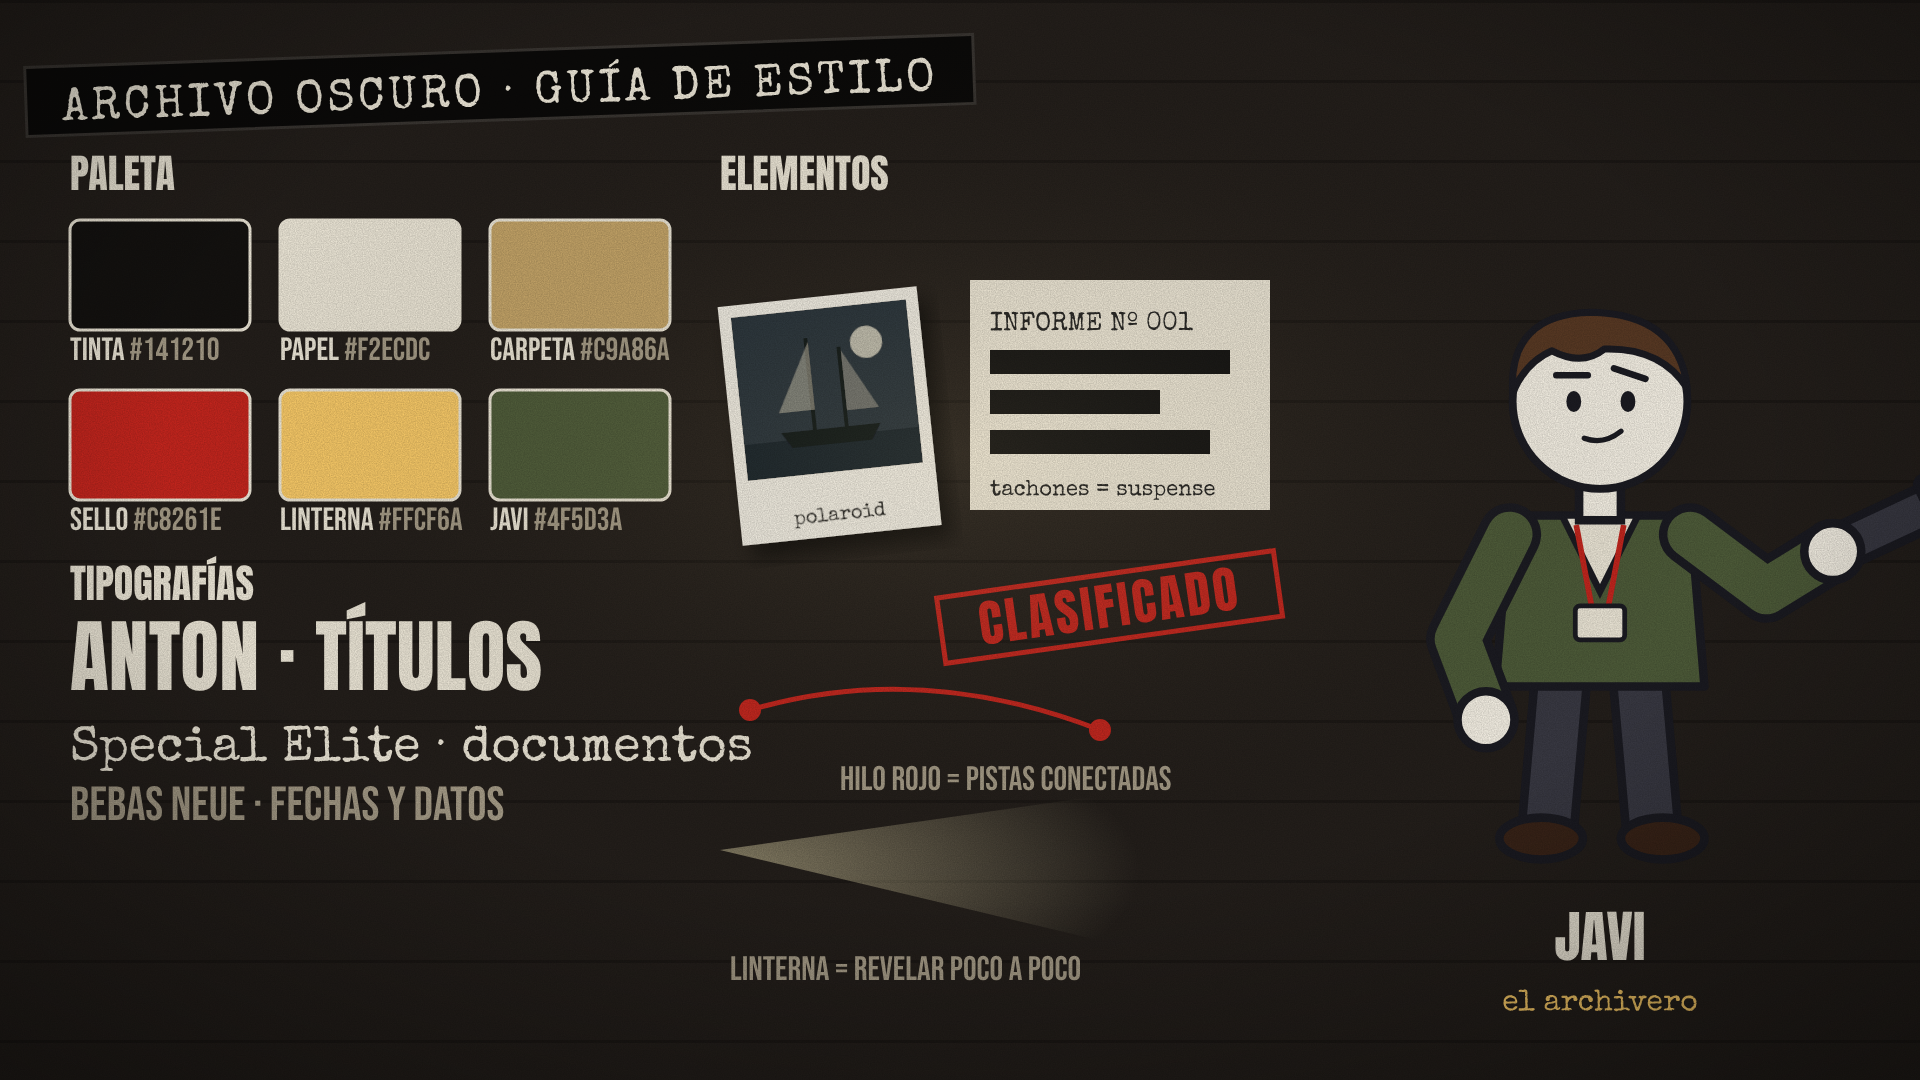 ARCHIVO OSCURO · GUÍA DE ESTILO
PALETA
TINTA #141210
PAPEL #F2ECDC
CARPETA #C9A86A
SELLO #C8261E
LINTERNA #FFCF6A
JAVI #4F5D3A
TIPOGRAFÍAS
ANTON · TÍTULOS
Special Elite · documentos
BEBAS NEUE · FECHAS Y DATOS
ELEMENTOS
polaroid
INFORME Nº 001
tachones = suspense
CLASIFICADO
HILO ROJO = PISTAS CONECTADAS
LINTERNA = REVELAR POCO A POCO
JAVI
el archivero